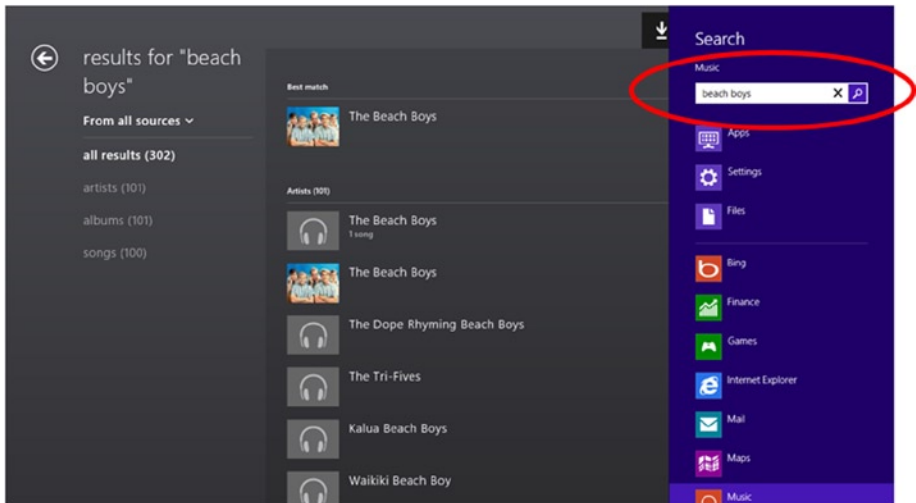 results for "beach
boys"
From all sources
all results (302)
artists (101)
albums (101)
songs (100)
Best match
The Beach Boys
Artists (101)
The Beach Boys
1 song
The Beach Boys
The Dope Rhyming Beach Boys
The Tri-Fives
Kalua Beach Boys
Waikiki Beach Boy
Search
Music
beach boys
Apps
Settings
Files
Bing
Finance
Games
Internet Explorer
Mail
Maps
Music